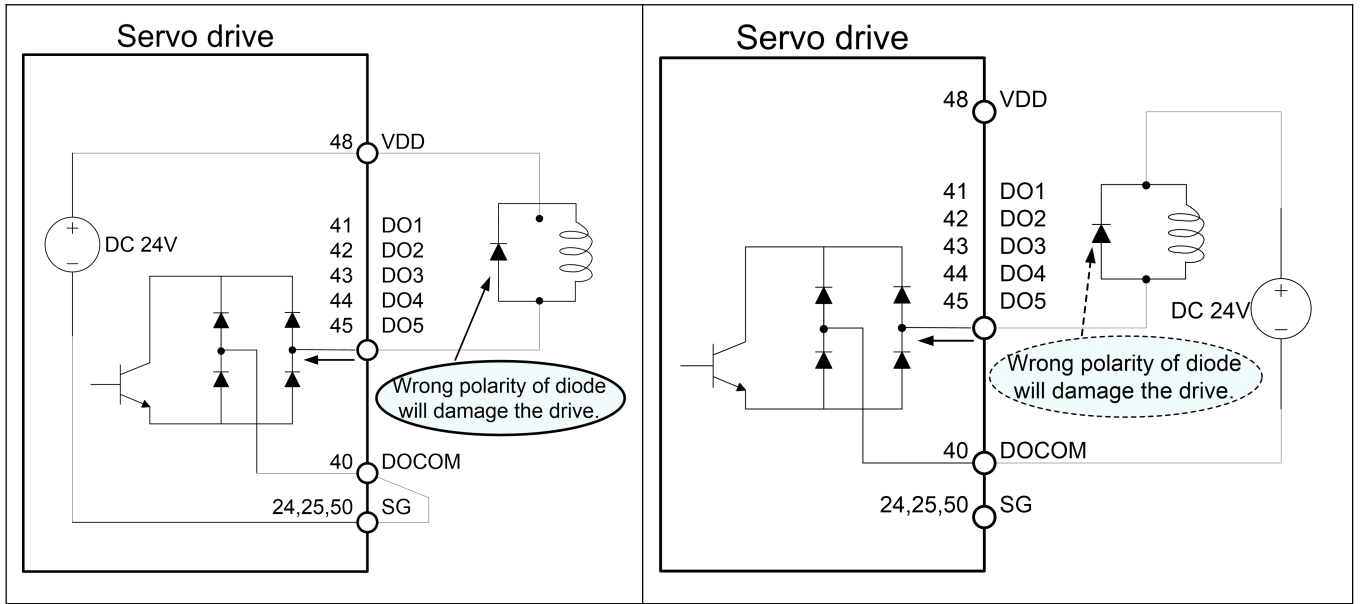 Servo drive
48 VDD
+
DC 24V
−
41 DO1
42 DO2
43 DO3
44 DO4
45 DO5
Wrong polarity of diode
will damage the drive.
40 DOCOM
24,25,50 SG
Servo drive
48 VDD
41 DO1
42 DO2
43 DO3
44 DO4
45 DO5
+
DC 24V
−
Wrong polarity of diode
will damage the drive.
40 DOCOM
24,25,50 SG